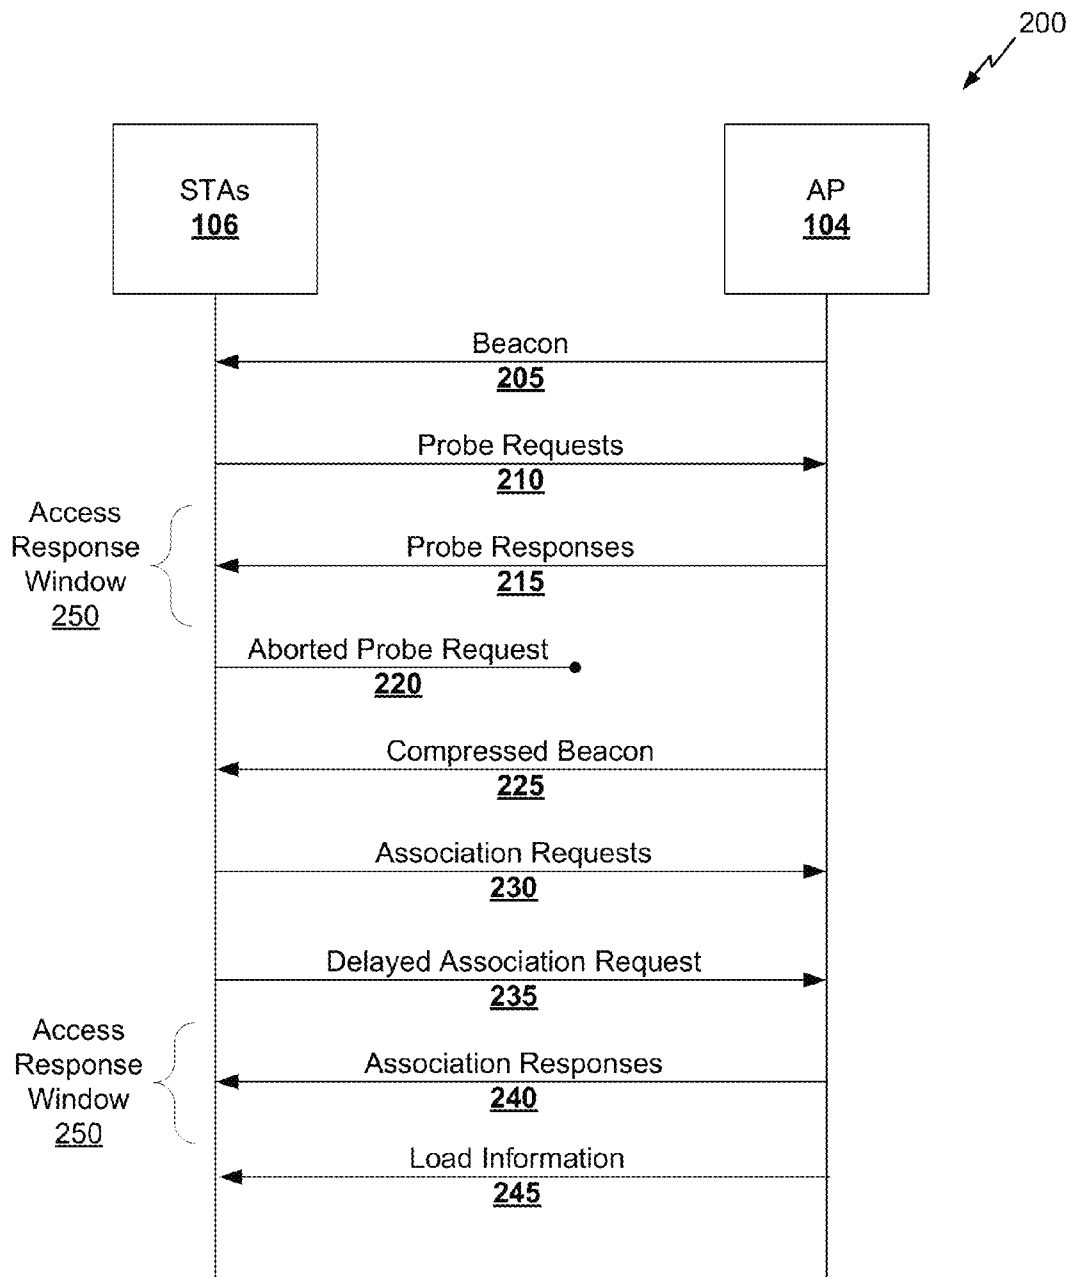 200
STAs
106
AP
104
Beacon
205
Probe Requests
210
Access
Response
Window
250
Probe Responses
215
Aborted Probe Request
220
Compressed Beacon
225
Association Requests
230
Delayed Association Request
235
Access
Response
Window
250
Association Responses
240
Load Information
245